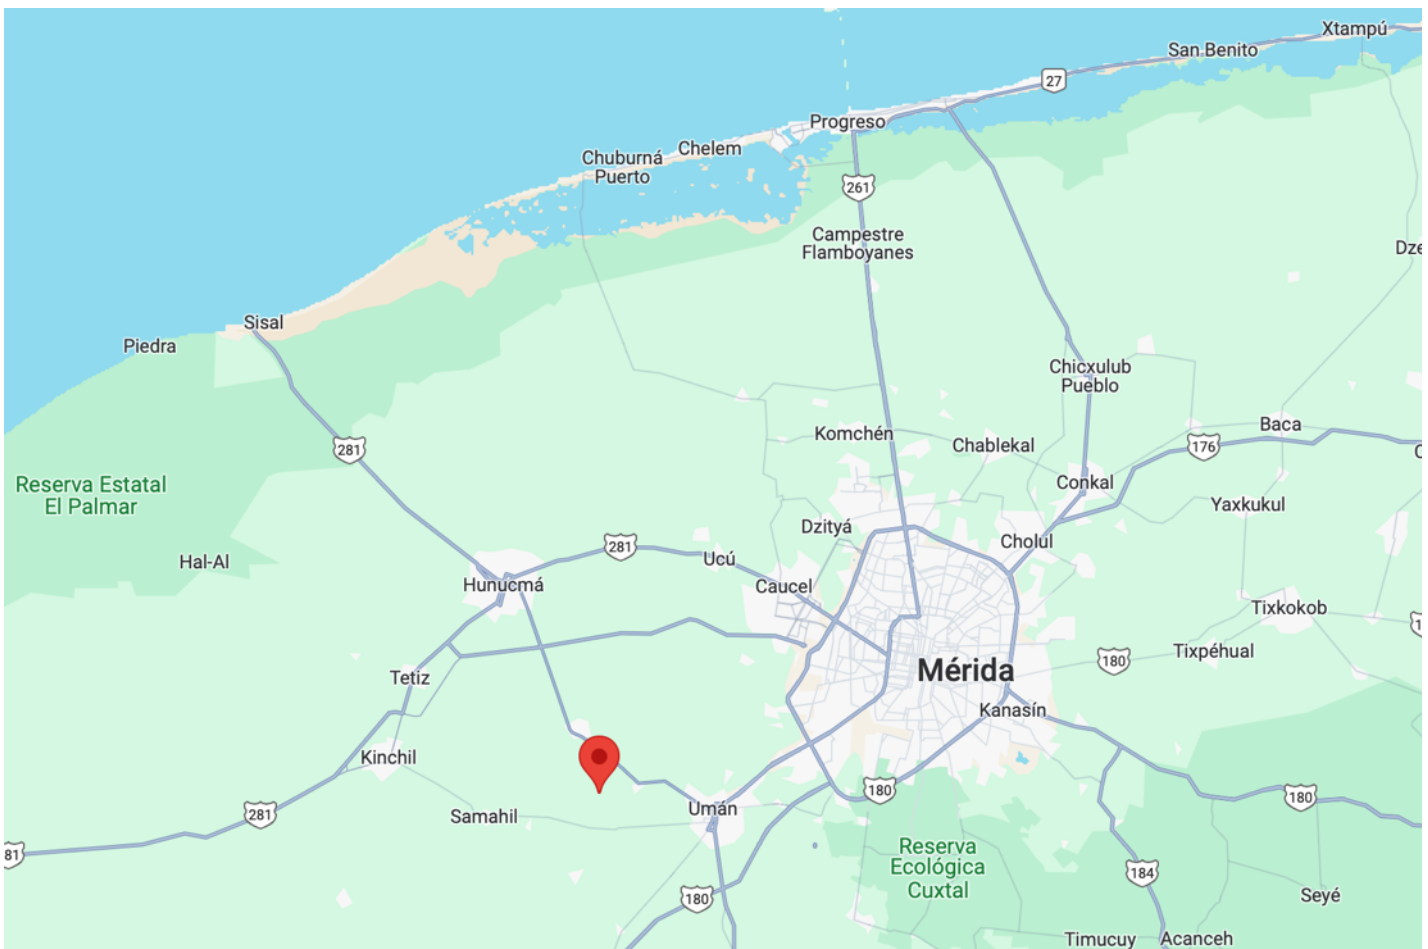 Xtampú
San Benito
27
Progreso
Chelem
Chuburná
Puerto
261
Campestre
Flamboyanes
Dze
Sisal
Piedra
Chicxulub
Pueblo
Baca
Komchén
Chablekal
176
281
C
Conkal
Reserva Estatal
El Palmar
Yaxkukul
Dzityá
Cholul
281
Ucú
Hal-Al
Hunucmá
Caucel
Tixkokob
1
Tixpéhual
180
Mérida
Tetiz
Kanasín
Kinchil
180
180
Umán
281
Samahil
81
Reserva
Ecológica
Cuxtal
184
Seyé
180
Timucuy
Acanceh